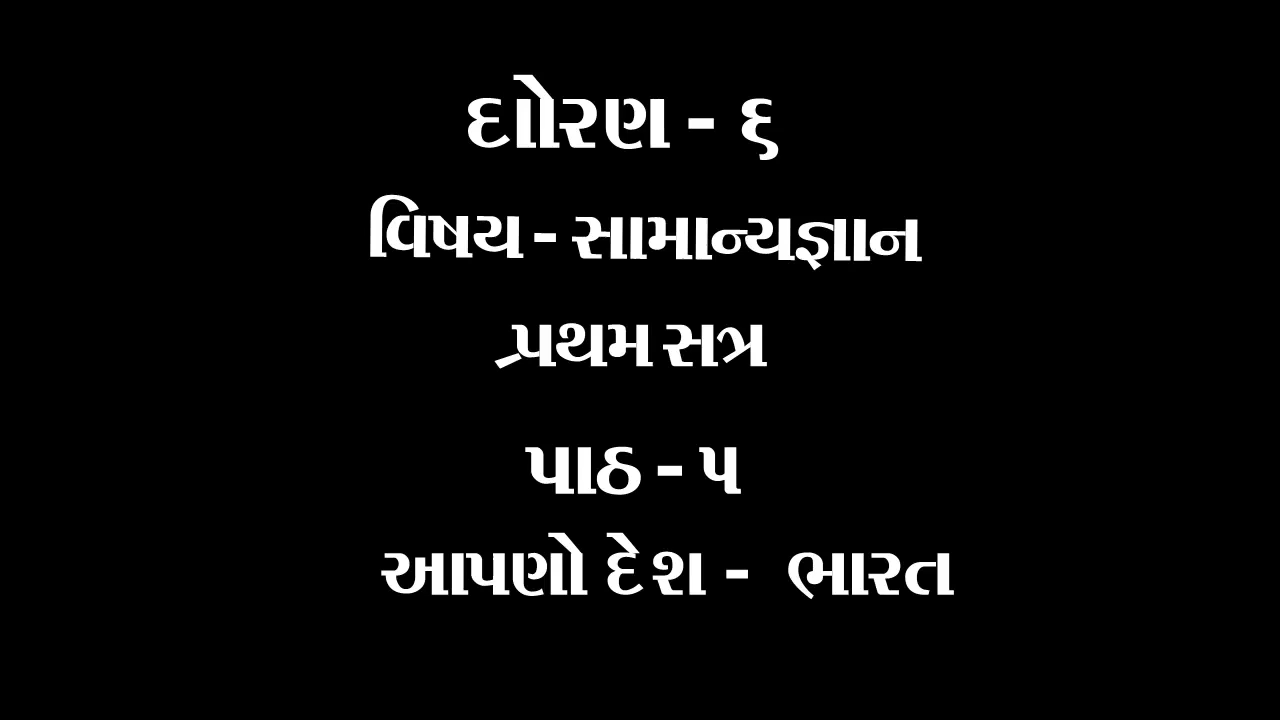 ધોરણ - ૬
વિષય - સામાન્યજ્ઞાન
પ્રથમ સત્ર
પાઠ - ૫
આપણો દેશ - ભારત